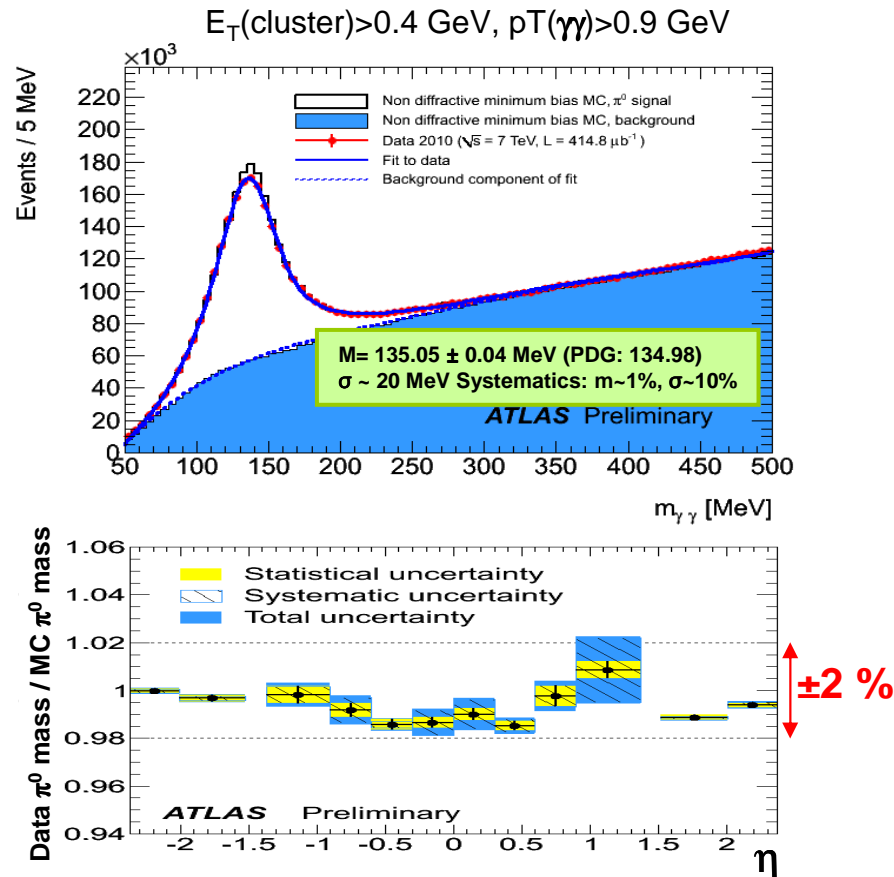 E_T(cluster)>0.4 GeV, pT(γγ)>0.9 GeV
×10³
Events / 5 MeV
220
200
180
160
140
120
100
80
60
40
20
0
Non diffractive minimum bias MC, π⁰ signal
Non diffractive minimum bias MC, background
Data 2010 (√s = 7 TeV, L = 414.8 μb⁻¹)
Fit to data
Background component of fit
M= 135.05 ± 0.04 MeV (PDG: 134.98)
σ ~ 20 MeV Systematics: m~1%, σ~10%
ATLAS Preliminary
50 100 150 200 250 300 350 400 450 500
m_γγ [MeV]
Data π⁰ mass / MC π⁰ mass
1.06
1.04
1.02
1
0.98
0.96
0.94
Statistical uncertainty
Systematic uncertainty
Total uncertainty
±2 %
ATLAS Preliminary
-2 -1.5 -1 -0.5 0 0.5 1 1.5 2
η